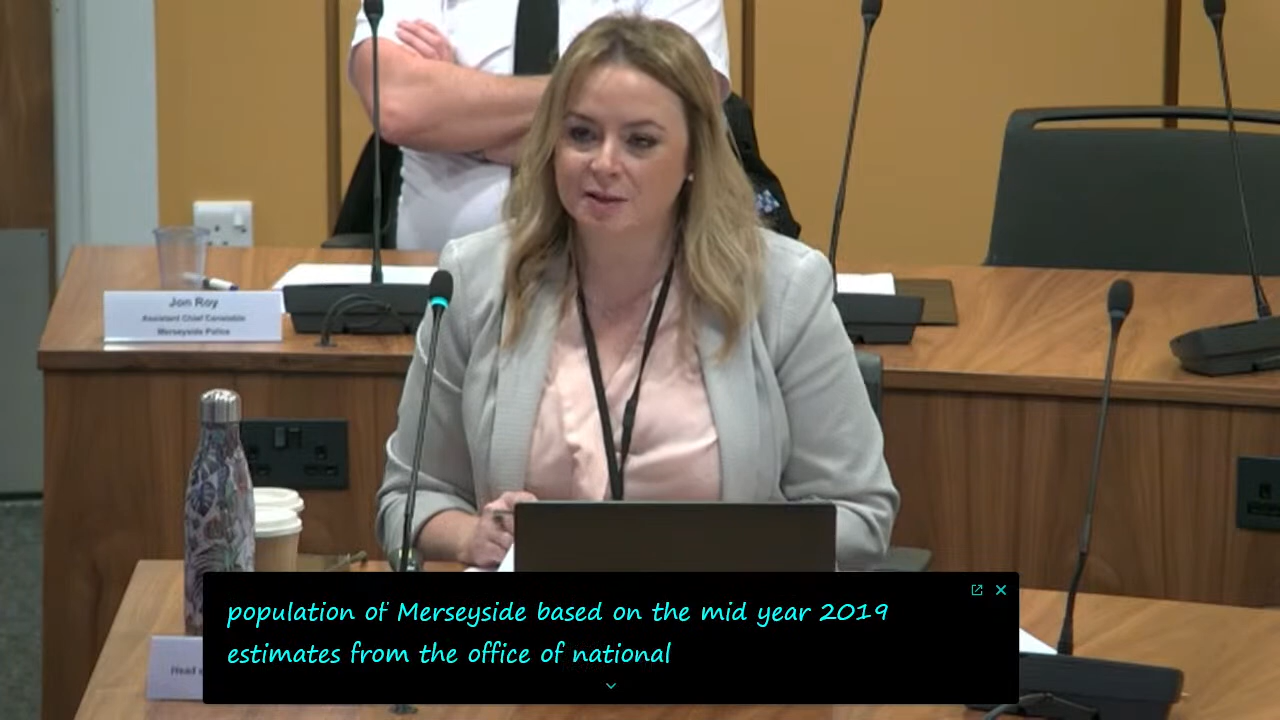 Jon Roy
Assistant Chief Constable
Merseyside Police
Head
population of Merseyside based on the mid year 2019
estimates from the office of national